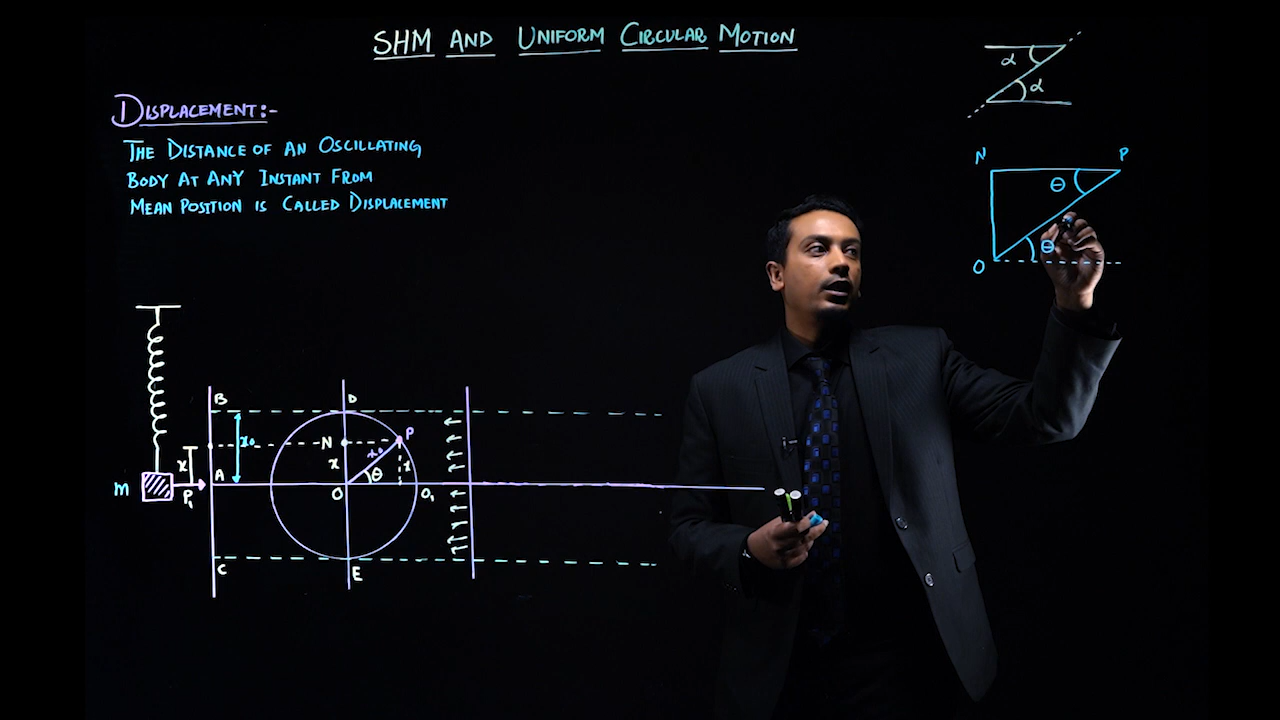 SHM AND UNIFORM CIRCULAR MOTION
DISPLACEMENT:-
THE DISTANCE OF AN OSCILLATING
BODY AT ANY INSTANT FROM
MEAN POSITION IS CALLED DISPLACEMENT
α
α
N P
θ
θ
O
B D
x₀ N x₀ P
x A x θ x
m P₁ O O₁
C E